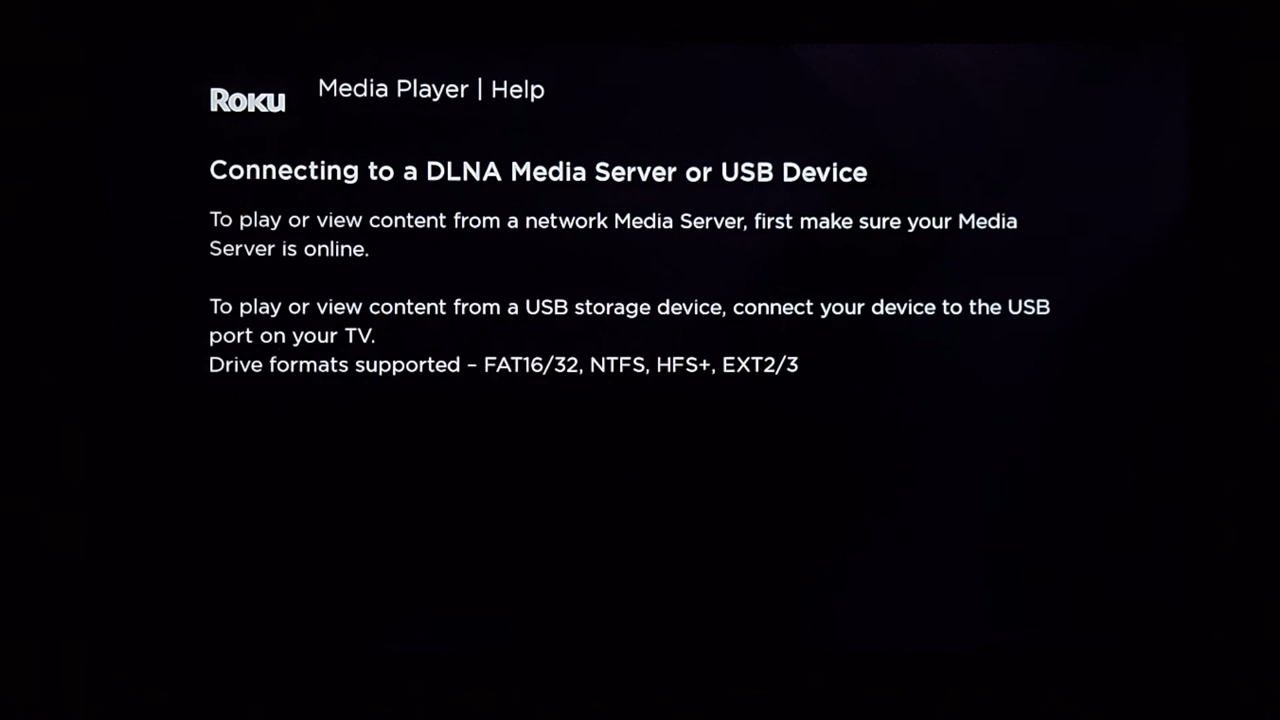 Roku Media Player | Help
Connecting to a DLNA Media Server or USB Device
To play or view content from a network Media Server, first make sure your Media
Server is online.
To play or view content from a USB storage device, connect your device to the USB
port on your TV.
Drive formats supported – FAT16/32, NTFS, HFS+, EXT2/3